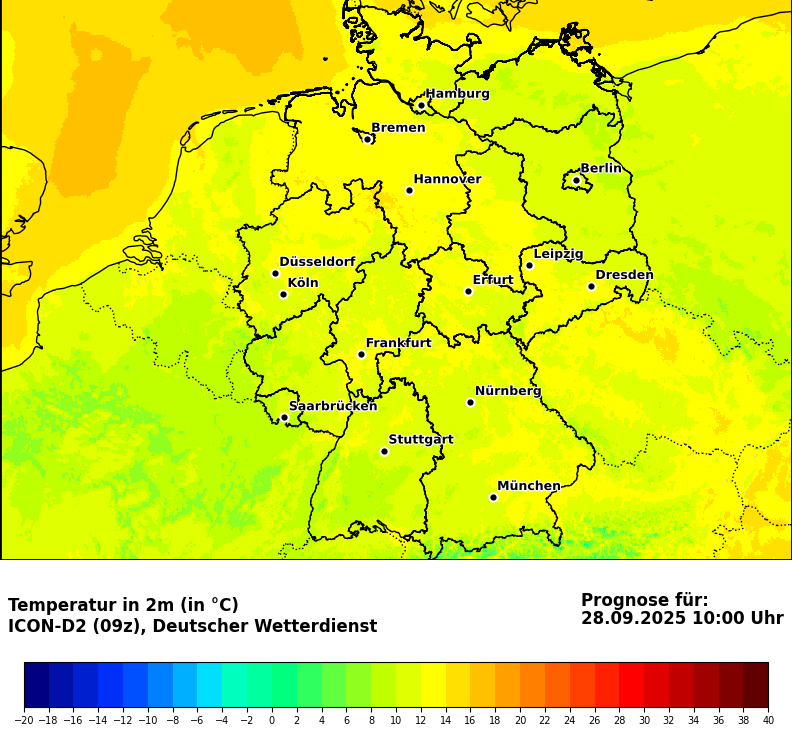 Hamburg
Bremen
Berlin
Hannover
Leipzig
Düsseldorf
Dresden
Köln
Erfurt
Frankfurt
Nürnberg
Saarbrücken
Stuttgart
München
Temperatur in 2m (in °C)
ICON-D2 (09z), Deutscher Wetterdienst
Prognose für:
28.09.2025 10:00 Uhr
−20 −18 −16 −14 −12 −10 −8 −6 −4 −2 0 2 4 6 8 10 12 14 16 18 20 22 24 26 28 30 32 34 36 38 40